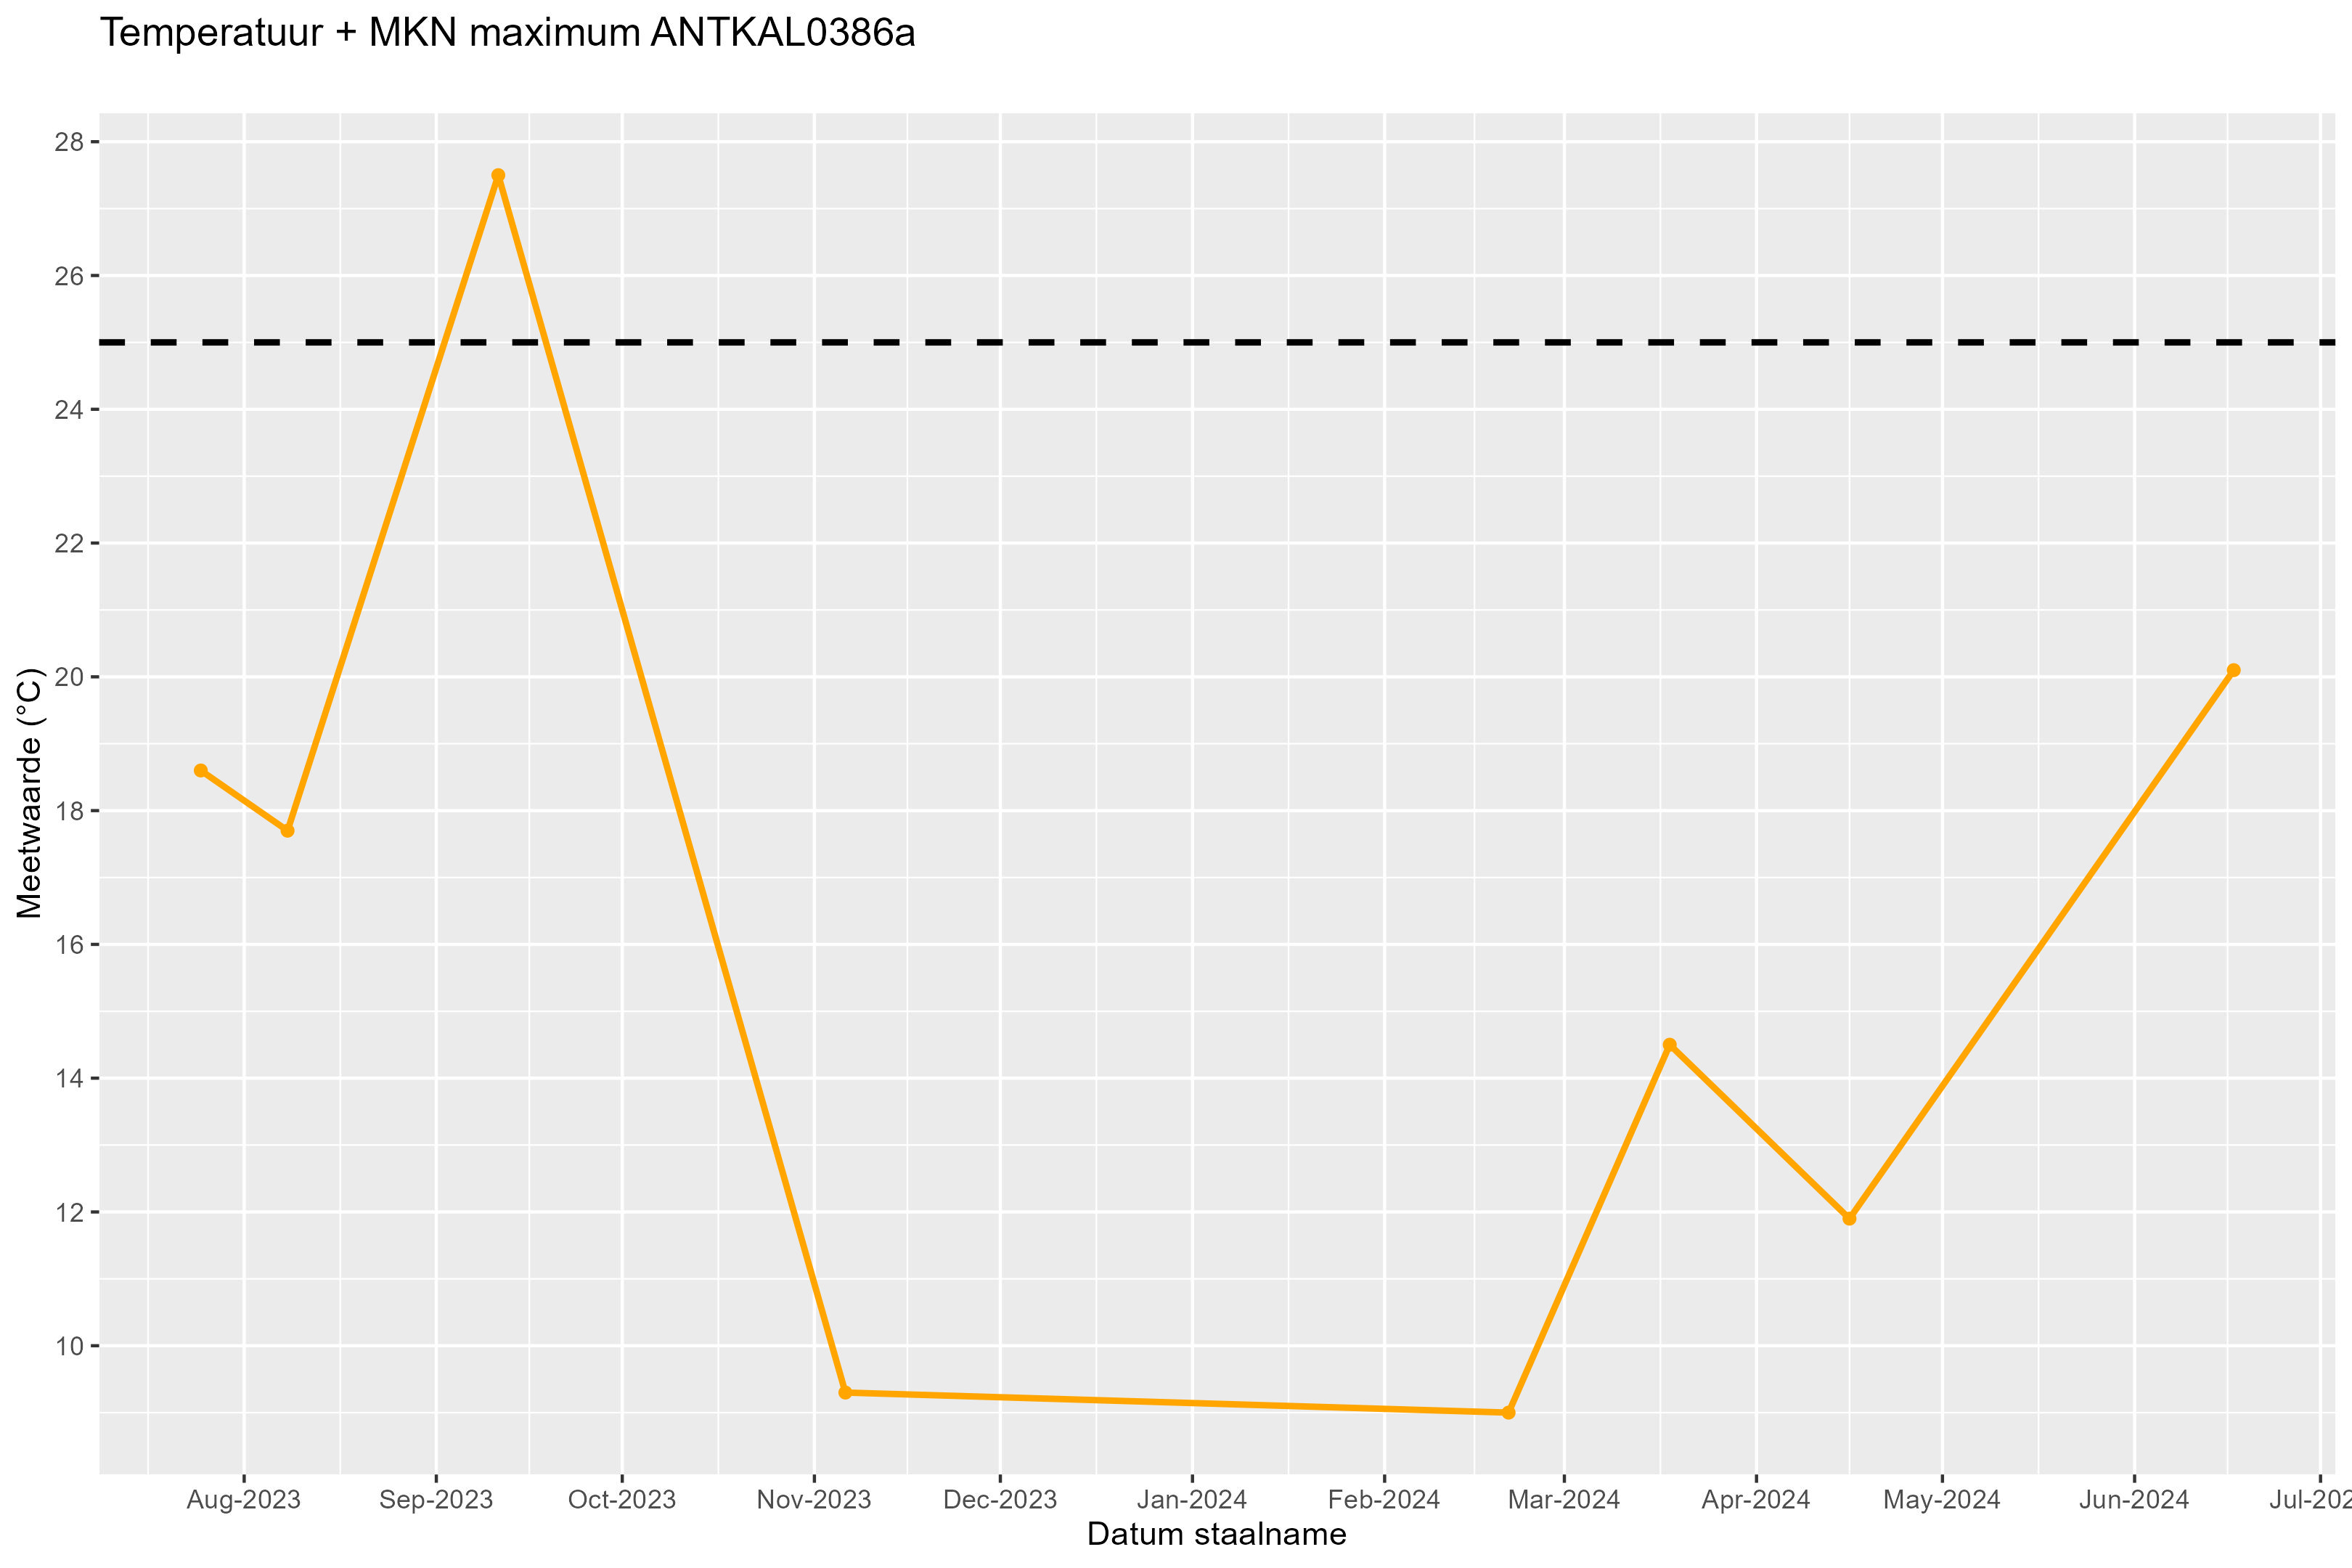 Temperatuur + MKN maximum ANTKAL0386a
28
26
24
22
20
18
16
14
12
10
Meetwaarde (°C)
Aug-2023 Sep-2023 Oct-2023 Nov-2023 Dec-2023 Jan-2024 Feb-2024 Mar-2024 Apr-2024 May-2024 Jun-2024 Jul-202
Datum staalname